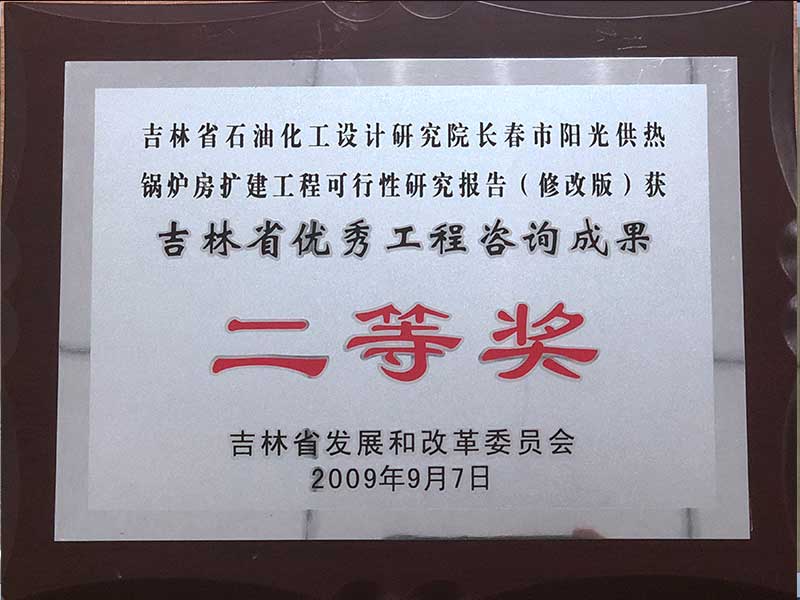 吉林省石油化工设计研究院长春市阳光供热
锅炉房扩建工程可行性研究报告（修改版）获
吉林省优秀工程咨询成果
二等奖
吉林省发展和改革委员会
2009年9月7日